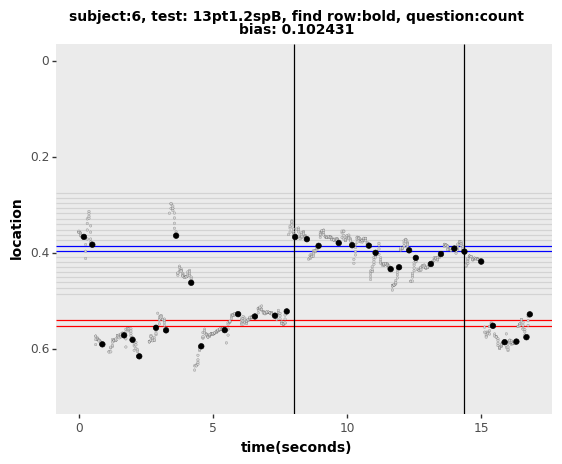 subject:6, test: 13pt1.2spB, find row:bold, question:count
bias: 0.102431
0
0.2
0.4
0.6
location
0
5
10
15
time(seconds)